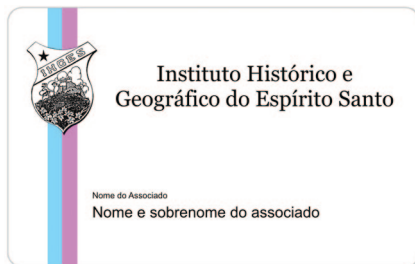 IHGES
Instituto Histórico e
Geográfico do Espírito Santo
Nome do Associado
Nome e sobrenome do associado